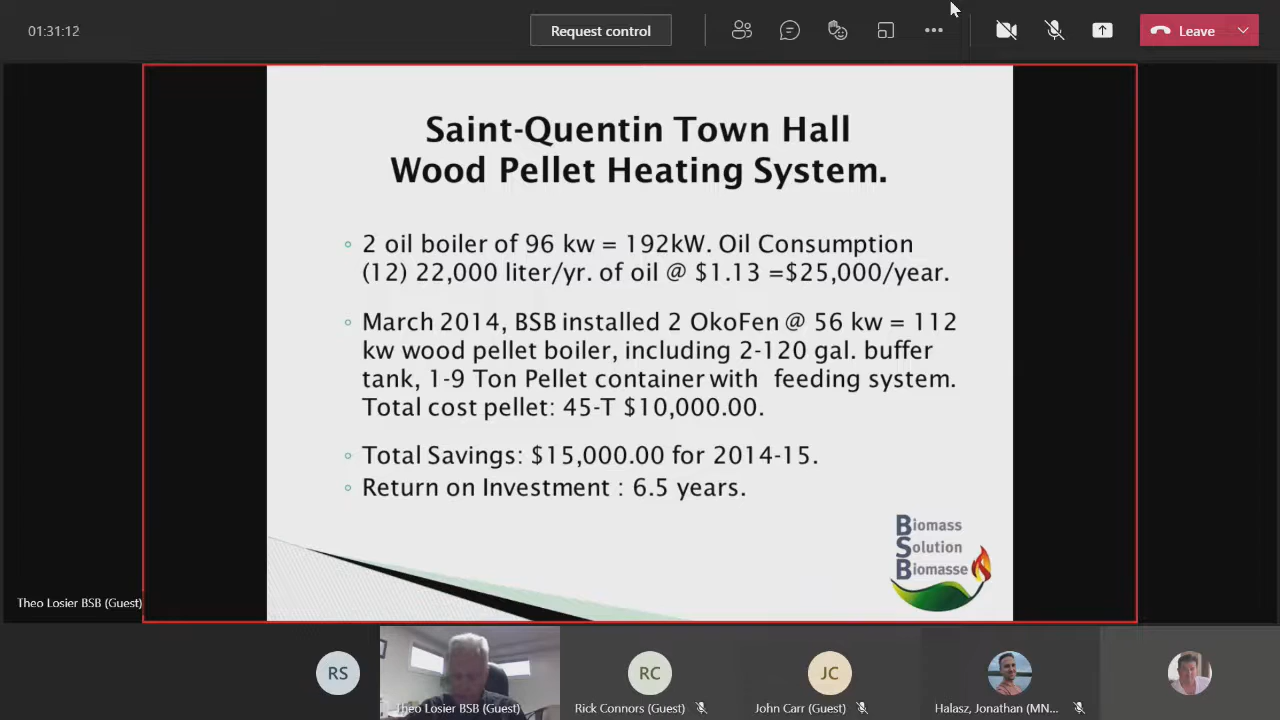 01:31:12
Request control
Leave
Saint-Quentin Town Hall
Wood Pellet Heating System.
2 oil boiler of 96 kw = 192kW. Oil Consumption
(12) 22,000 liter/yr. of oil @ $1.13 =$25,000/year.
March 2014, BSB installed 2 OkoFen @ 56 kw = 112
kw wood pellet boiler, including 2-120 gal. buffer
tank, 1-9 Ton Pellet container with feeding system.
Total cost pellet: 45-T $10,000.00.
Total Savings: $15,000.00 for 2014-15.
Return on Investment : 6.5 years.
Biomass
Solution
Biomasse
Theo Losier BSB (Guest)
RS
RC
JC
Theo Losier BSB (Guest)
Rick Connors (Guest)
John Carr (Guest)
Halasz, Jonathan (MN...